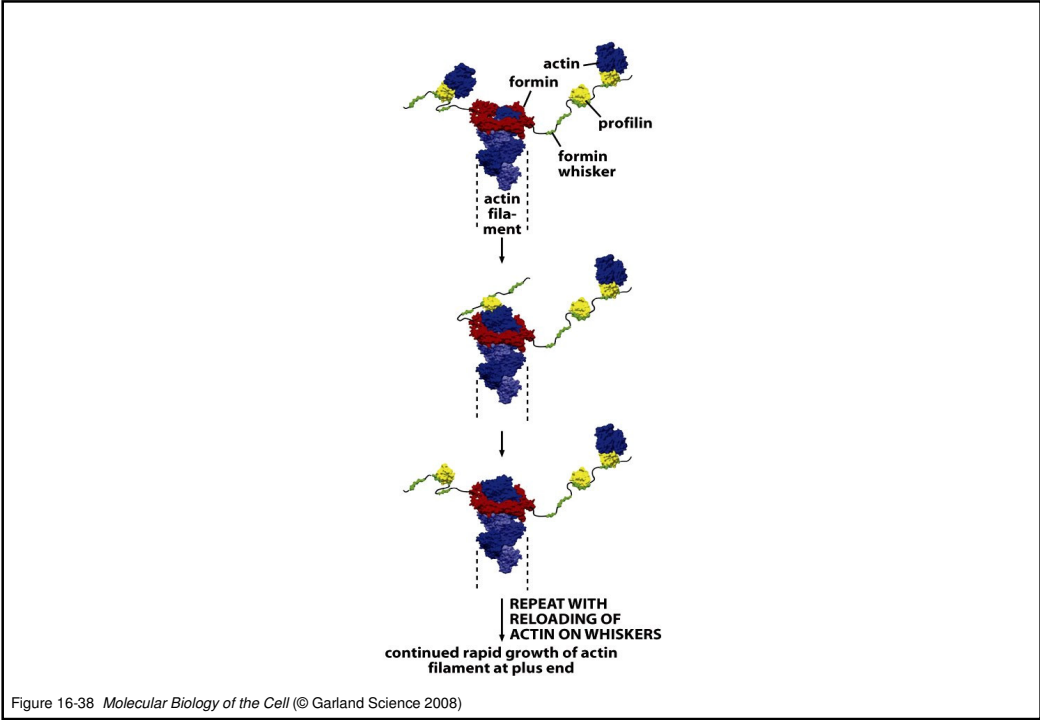 actin
formin
profilin
formin
whisker
actin
fila-
ment
REPEAT WITH
RELOADING OF
ACTIN ON WHISKERS
continued rapid growth of actin
filament at plus end
Figure 16-38 Molecular Biology of the Cell (© Garland Science 2008)